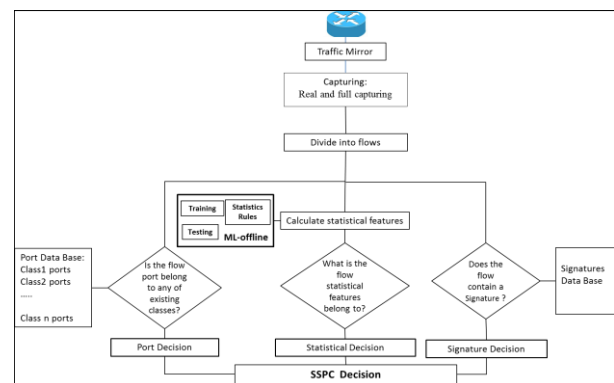 Traffic Mirror
Capturing:
Real and full capturing
Divide into flows
Training
Statistics
Rules
Testing
ML-offline
Calculate statistical features
Port Data Base:
Class1 ports
Class2 ports
.....
Class n ports
Is the flow
port belong to
any of existing
classes?
What is
the flow
statistical
features
belong to?
Does the
flow
contain a
Signature ?
Signatures
Data Base
Port Decision
Statistical Decision
Signature Decision
SSPC Decision